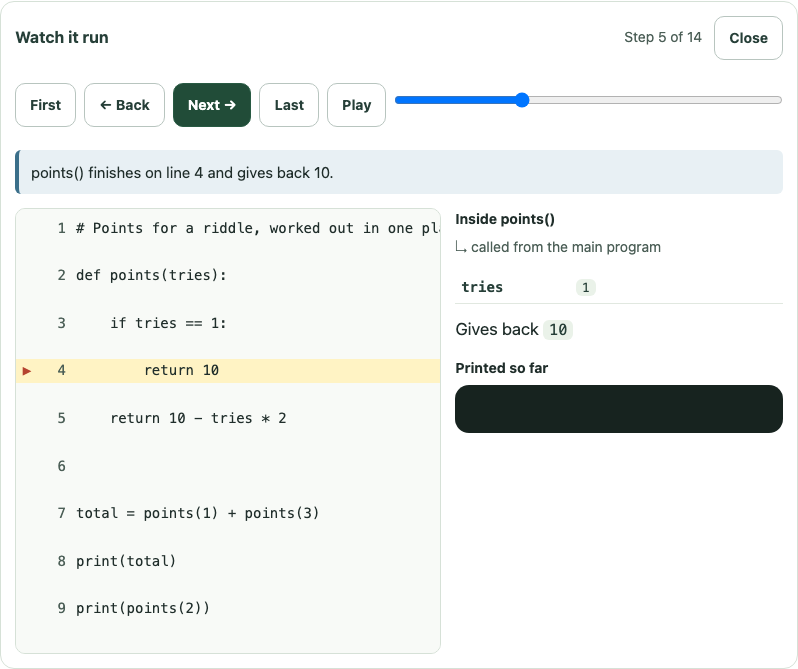 Watch it run
Step 5 of 14
Close
First
← Back
Next →
Last
Play
points() finishes on line 4 and gives back 10.
1 # Points for a riddle, worked out in one pl
2 def points(tries):
3     if tries == 1:
▶ 4         return 10
5     return 10 - tries * 2
6
7 total = points(1) + points(3)
8 print(total)
9 print(points(2))
Inside points()
↳ called from the main program
tries 1
Gives back 10
Printed so far